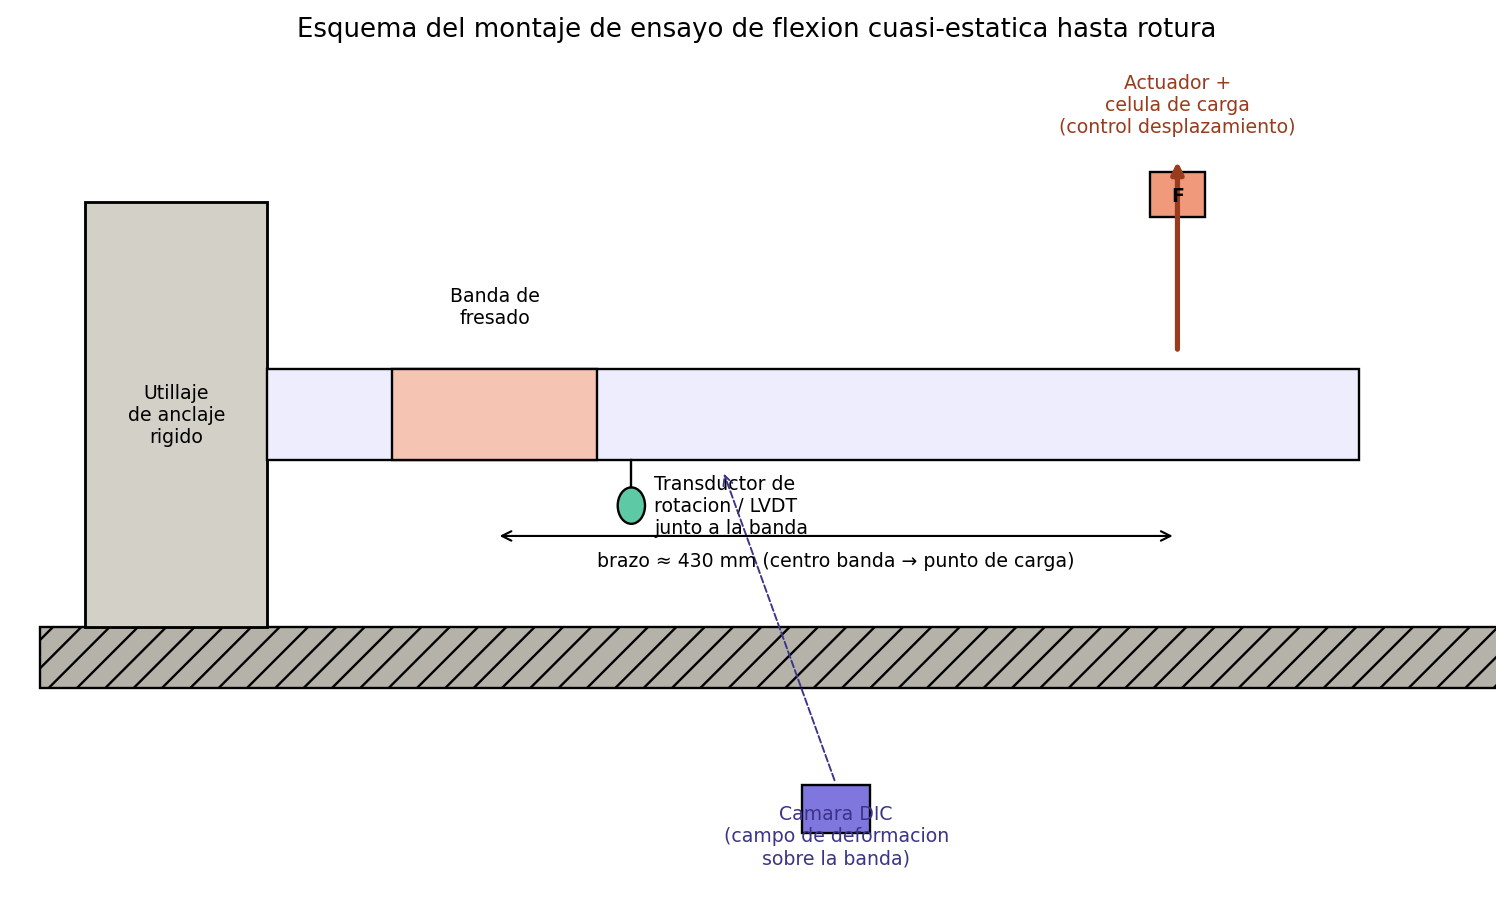 Esquema del montaje de ensayo de flexion cuasi-estatica hasta rotura
Actuador +
celula de carga
(control desplazamiento)
F
Banda de
fresado
Utillaje
de anclaje
rigido
Transductor de
rotacion / LVDT
junto a la banda
brazo ≈ 430 mm (centro banda → punto de carga)
Camara DIC
(campo de deformacion
sobre la banda)